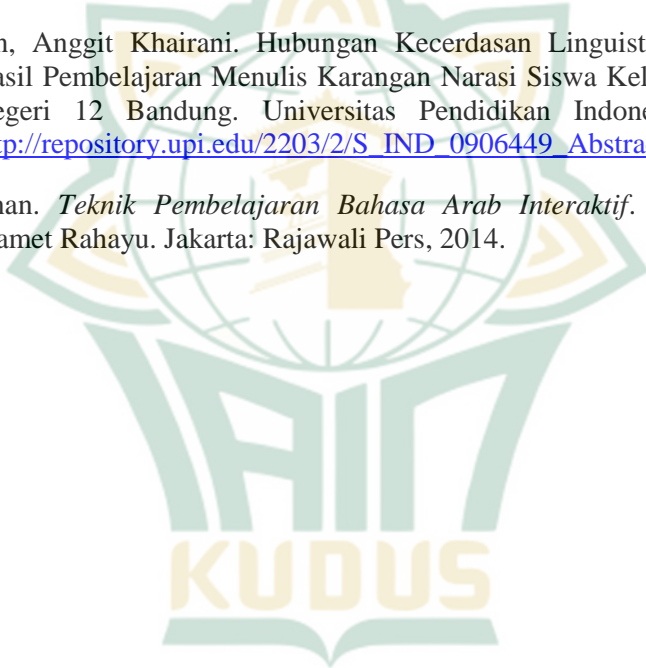 n, Anggit Khairani. Hubungan Kecerdasan Linguist
asil Pembelajaran Menulis Karangan Narasi Siswa Kel
egeri 12 Bandung. Universitas Pendidikan Indone
tp://repository.upi.edu/2203/2/S_IND_0906449_Abstra
nan. Teknik Pembelajaran Bahasa Arab Interaktif.
amet Rahayu. Jakarta: Rajawali Pers, 2014.
IAIN
KUDUS